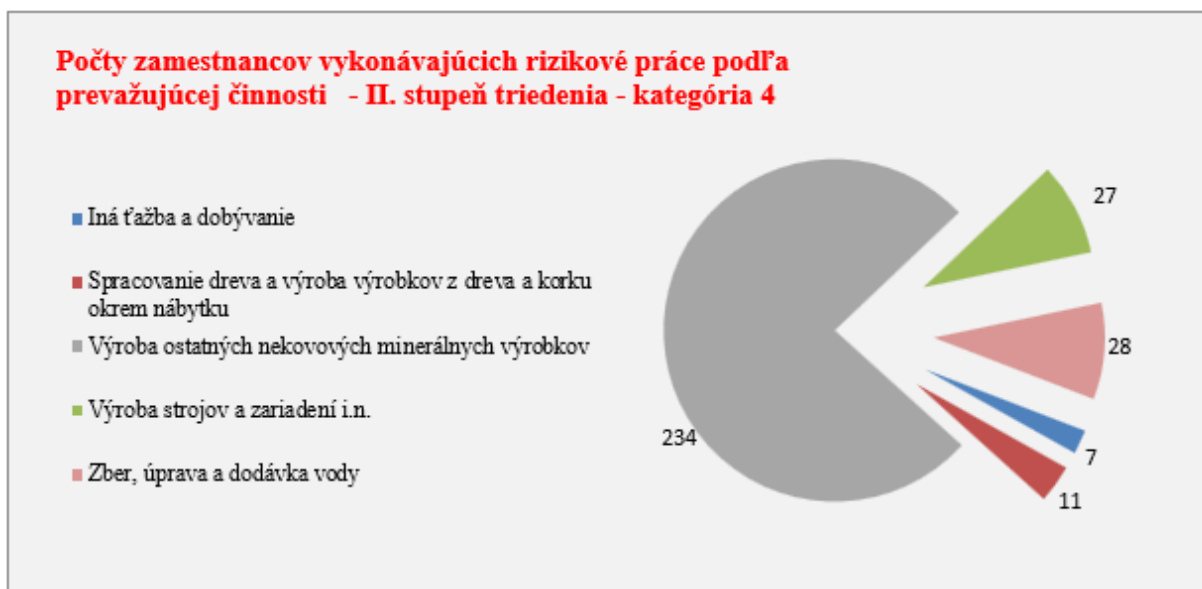 Počty zamestnancov vykonávajúcich rizikové práce podľa
prevažujúcej činnosti - II. stupeň triedenia - kategória 4
Iná ťažba a dobývanie
Spracovanie dreva a výroba výrobkov z dreva a korku
okrem nábytku
Výroba ostatných nekovových minerálnych výrobkov
Výroba strojov a zariadení i.n.
Zber, úprava a dodávka vody
27
28
7
11
234